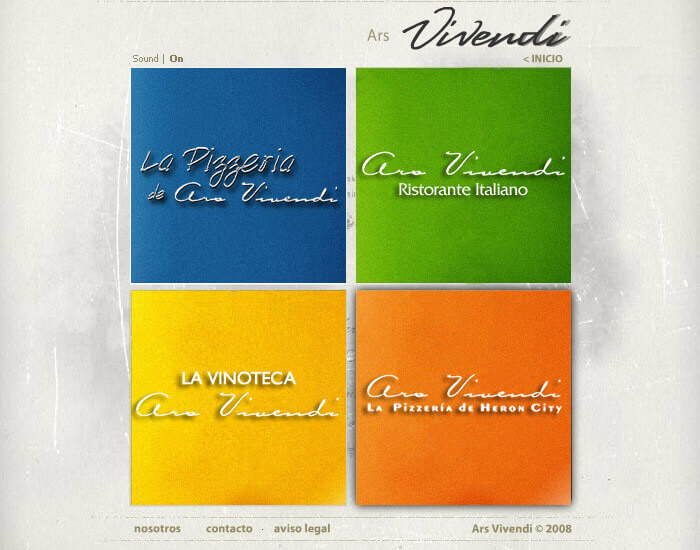 Ars Vivendi
Sound | On
< INICIO
La Pizzeria
de Ars Vivendi
Ars Vivendi
Ristorante Italiano
LA VINOTECA
Ars Vivendi
Ars Vivendi
LA PIZZERÍA DE HERON CITY
nosotros contacto · aviso legal
Ars Vivendi © 2008